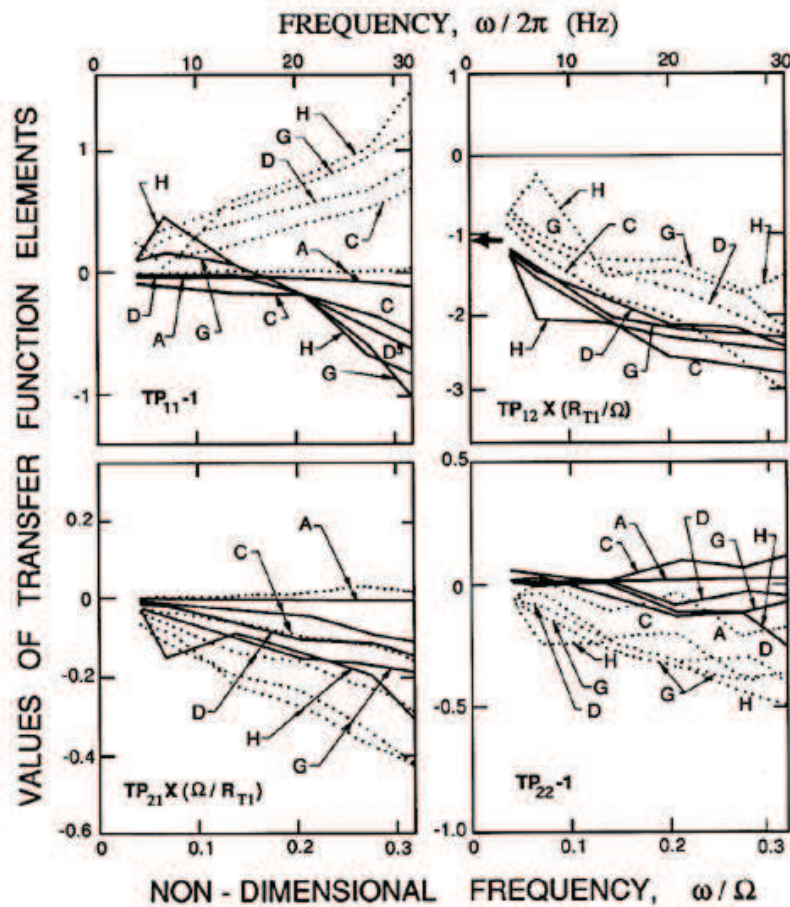 FREQUENCY, ω/2π (Hz)
0 10 20 30
0 10 20 30
VALUES OF TRANSFER FUNCTION ELEMENTS
1
0
-1
H
G
D
C
A
H
D
A
G
C
C
D
H
G
TP11-1
1
0
-1
-2
-3
H
G
C
G
D
H
H
D
G
C
TP12 X (RT1/Ω)
0.2
0
-0.2
-0.4
-0.6
A
C
D
H
G
TP21 X (Ω/RT1)
0.5
0
-0.5
-1.0
A
C
D
G
H
C
A
D
H
G
D
G
H
TP22-1
0 0.1 0.2 0.3
0 0.1 0.2 0.3
NON - DIMENSIONAL FREQUENCY, ω/Ω